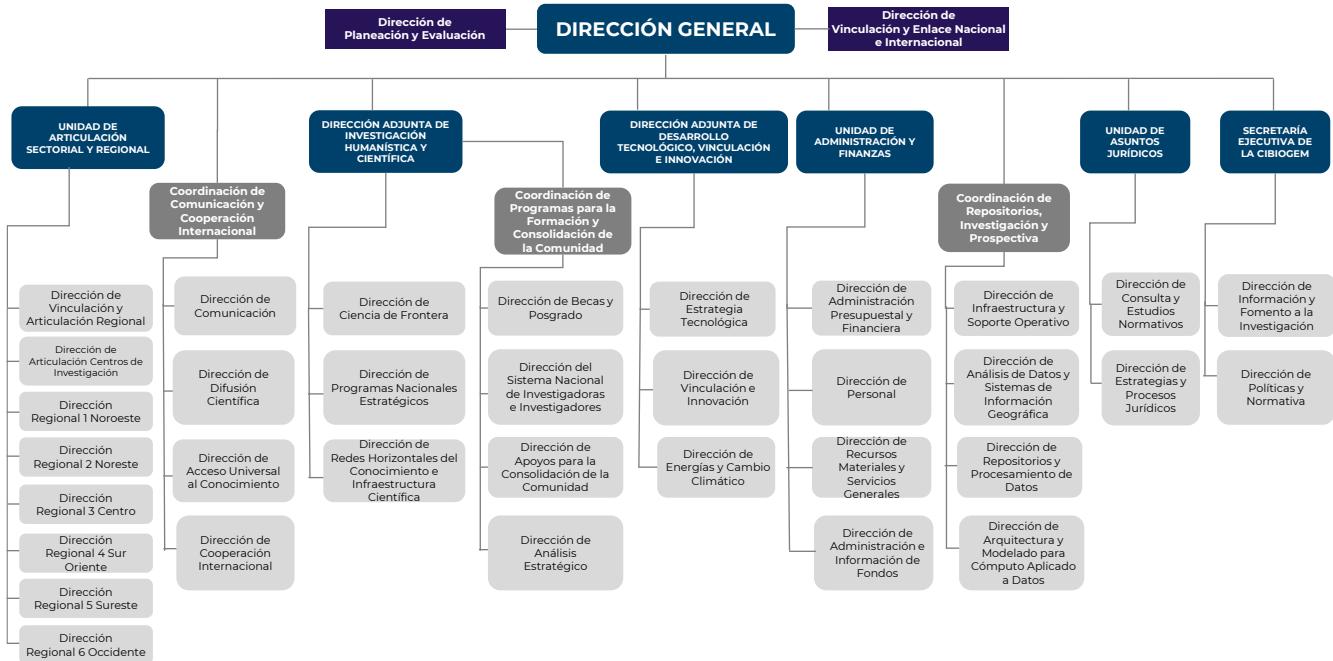 Dirección de
Planeación y Evaluación
DIRECCIÓN GENERAL
Dirección de
Vinculación y Enlace Nacional
e Internacional
UNIDAD DE
ARTICULACIÓN
SECTORIAL Y REGIONAL
DIRECCIÓN ADJUNTA DE
INVESTIGACIÓN
HUMANÍSTICA Y
CIENTÍFICA
DIRECCIÓN ADJUNTA DE
DESARROLLO
TECNOLÓGICO, VINCULACIÓN
E INNOVACIÓN
UNIDAD DE
ADMINISTRACIÓN Y
FINANZAS
UNIDAD DE
ASUNTOS
JURÍDICOS
SECRETARÍA
EJECUTIVA DE
LA CIBIOGEM
Coordinación de
Comunicación y
Cooperación
Internacional
Coordinación de
Programas para la
Formación y
Consolidación de
la Comunidad
Coordinación de
Repositorios,
Investigación y
Prospectiva
Dirección de
Vinculación y
Articulación Regional
Dirección de
Articulación Centros de
Investigación
Dirección
Regional 1 Noroeste
Dirección
Regional 2 Noreste
Dirección
Regional 3 Centro
Dirección
Regional 4 Sur
Oriente
Dirección
Regional 5 Sureste
Dirección
Regional 6 Occidente
Dirección de
Comunicación
Dirección de
Difusión
Científica
Dirección de
Acceso Universal
al Conocimiento
Dirección de
Cooperación
Internacional
Dirección de
Ciencia de Frontera
Dirección de
Programas Nacionales
Estratégicos
Dirección de
Redes Horizontales del
Conocimiento e
Infraestructura
Científica
Dirección de Becas y
Posgrado
Dirección del
Sistema Nacional
de Investigadoras
e Investigadores
Dirección de
Apoyos para la
Consolidación de la
Comunidad
Dirección de
Análisis
Estratégico
Dirección de
Estrategia
Tecnológica
Dirección de
Vinculación e
Innovación
Dirección de
Energías y Cambio
Climático
Dirección de
Administración
Presupuestal y
Financiera
Dirección de
Personal
Dirección de
Recursos
Materiales y
Servicios
Generales
Dirección de
Administración e
Información de
Fondos
Dirección de
Infraestructura y
Soporte Operativo
Dirección de
Análisis de Datos y
Sistemas de
Información
Geográfica
Dirección de
Repositorios y
Procesamiento de
Datos
Dirección de
Arquitectura y
Modelado para
Cómputo Aplicado
a Datos
Dirección de
Consulta y
Estudios
Normativos
Dirección de
Estrategias y
Procesos
Jurídicos
Dirección de
Información y
Fomento a la
Investigación
Dirección de
Políticas y
Normativa